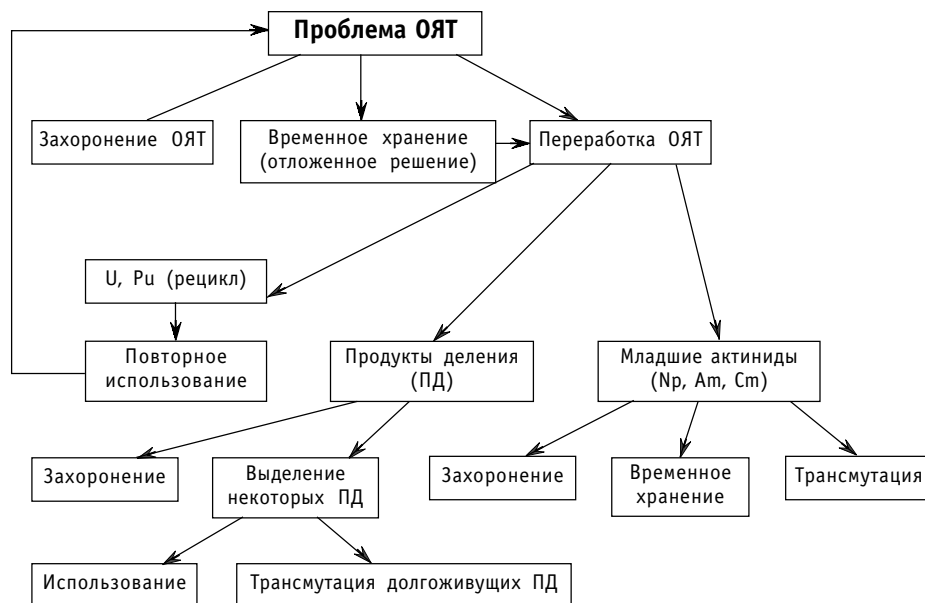 Проблема ОЯТ
Захоронение ОЯТ
Временное хранение
(отложенное решение)
Переработка ОЯТ
U, Pu (рецикл)
Повторное
использование
Продукты деления
(ПД)
Младшие актиниды
(Np, Am, Cm)
Захоронение
Выделение
некоторых ПД
Захоронение
Временное
хранение
Трансмутация
Использование
Трансмутация долгоживущих ПД